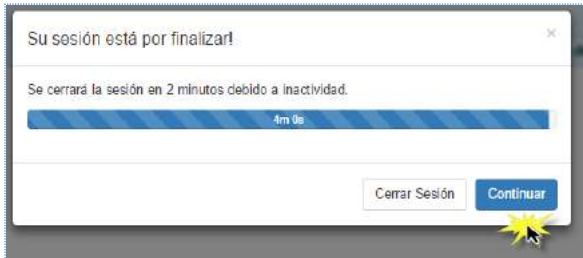 Su sesión está por finalizar!
×
Se cerrará la sesión en 2 minutos debido a inactividad.
4m 0s
Cerrar Sesión
Continuar